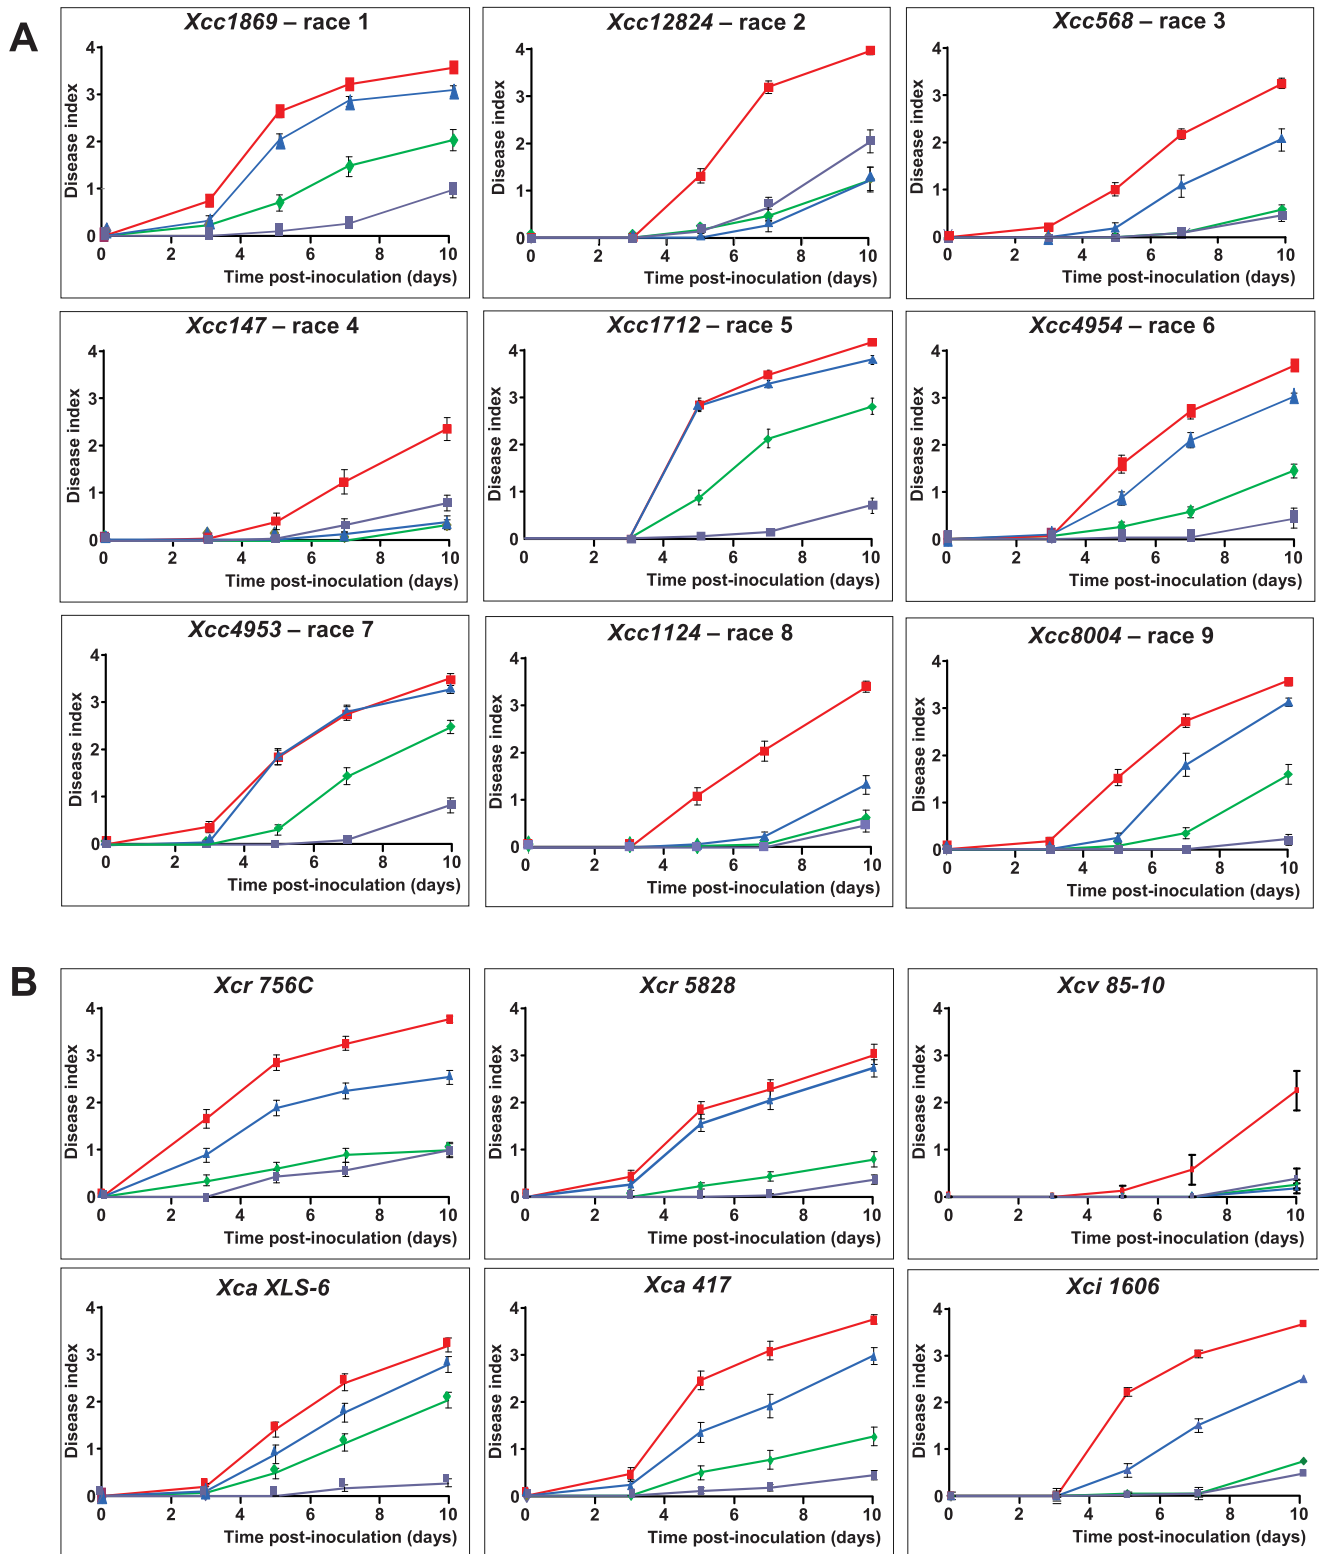 A
Xcc1869 – race 1
4
3
2
1
0
Disease index
0 2 4 6 8 10
Time post-inoculation (days)
Xcc12824 – race 2
4
3
2
1
0
Disease index
0 2 4 6 8 10
Time post-inoculation (days)
Xcc568 – race 3
4
3
2
1
0
Disease index
0 2 4 6 8 10
Time post-inoculation (days)
Xcc147 – race 4
4
3
2
1
0
Disease index
0 2 4 6 8 10
Time post-inoculation (days)
Xcc1712 – race 5
4
3
2
1
0
Disease index
0 2 4 6 8 10
Time post-inoculation (days)
Xcc4954 – race 6
4
3
2
1
0
Disease index
0 2 4 6 8 10
Time post-inoculation (days)
Xcc4953 – race 7
4
3
2
1
0
Disease index
0 2 4 6 8 10
Time post-inoculation (days)
Xcc1124 – race 8
4
3
2
1
0
Disease index
0 2 4 6 8 10
Time post-inoculation (days)
Xcc8004 – race 9
4
3
2
1
0
Disease index
0 2 4 6 8 10
Time post-inoculation (days)
B
Xcr 756C
4
3
2
1
0
Disease index
0 2 4 6 8 10
Time post-inoculation (days)
Xcr 5828
4
3
2
1
0
Disease index
0 2 4 6 8 10
Time post-inoculation (days)
Xcv 85-10
4
3
2
1
0
Disease index
0 2 4 6 8 10
Time post-inoculation (days)
Xca XLS-6
4
3
2
1
0
Disease index
0 2 4 6 8 10
Time post-inoculation (days)
Xca 417
4
3
2
1
0
Disease index
0 2 4 6 8 10
Time post-inoculation (days)
Xci 1606
4
3
2
1
0
Disease index
0 2 4 6 8 10
Time post-inoculation (days)